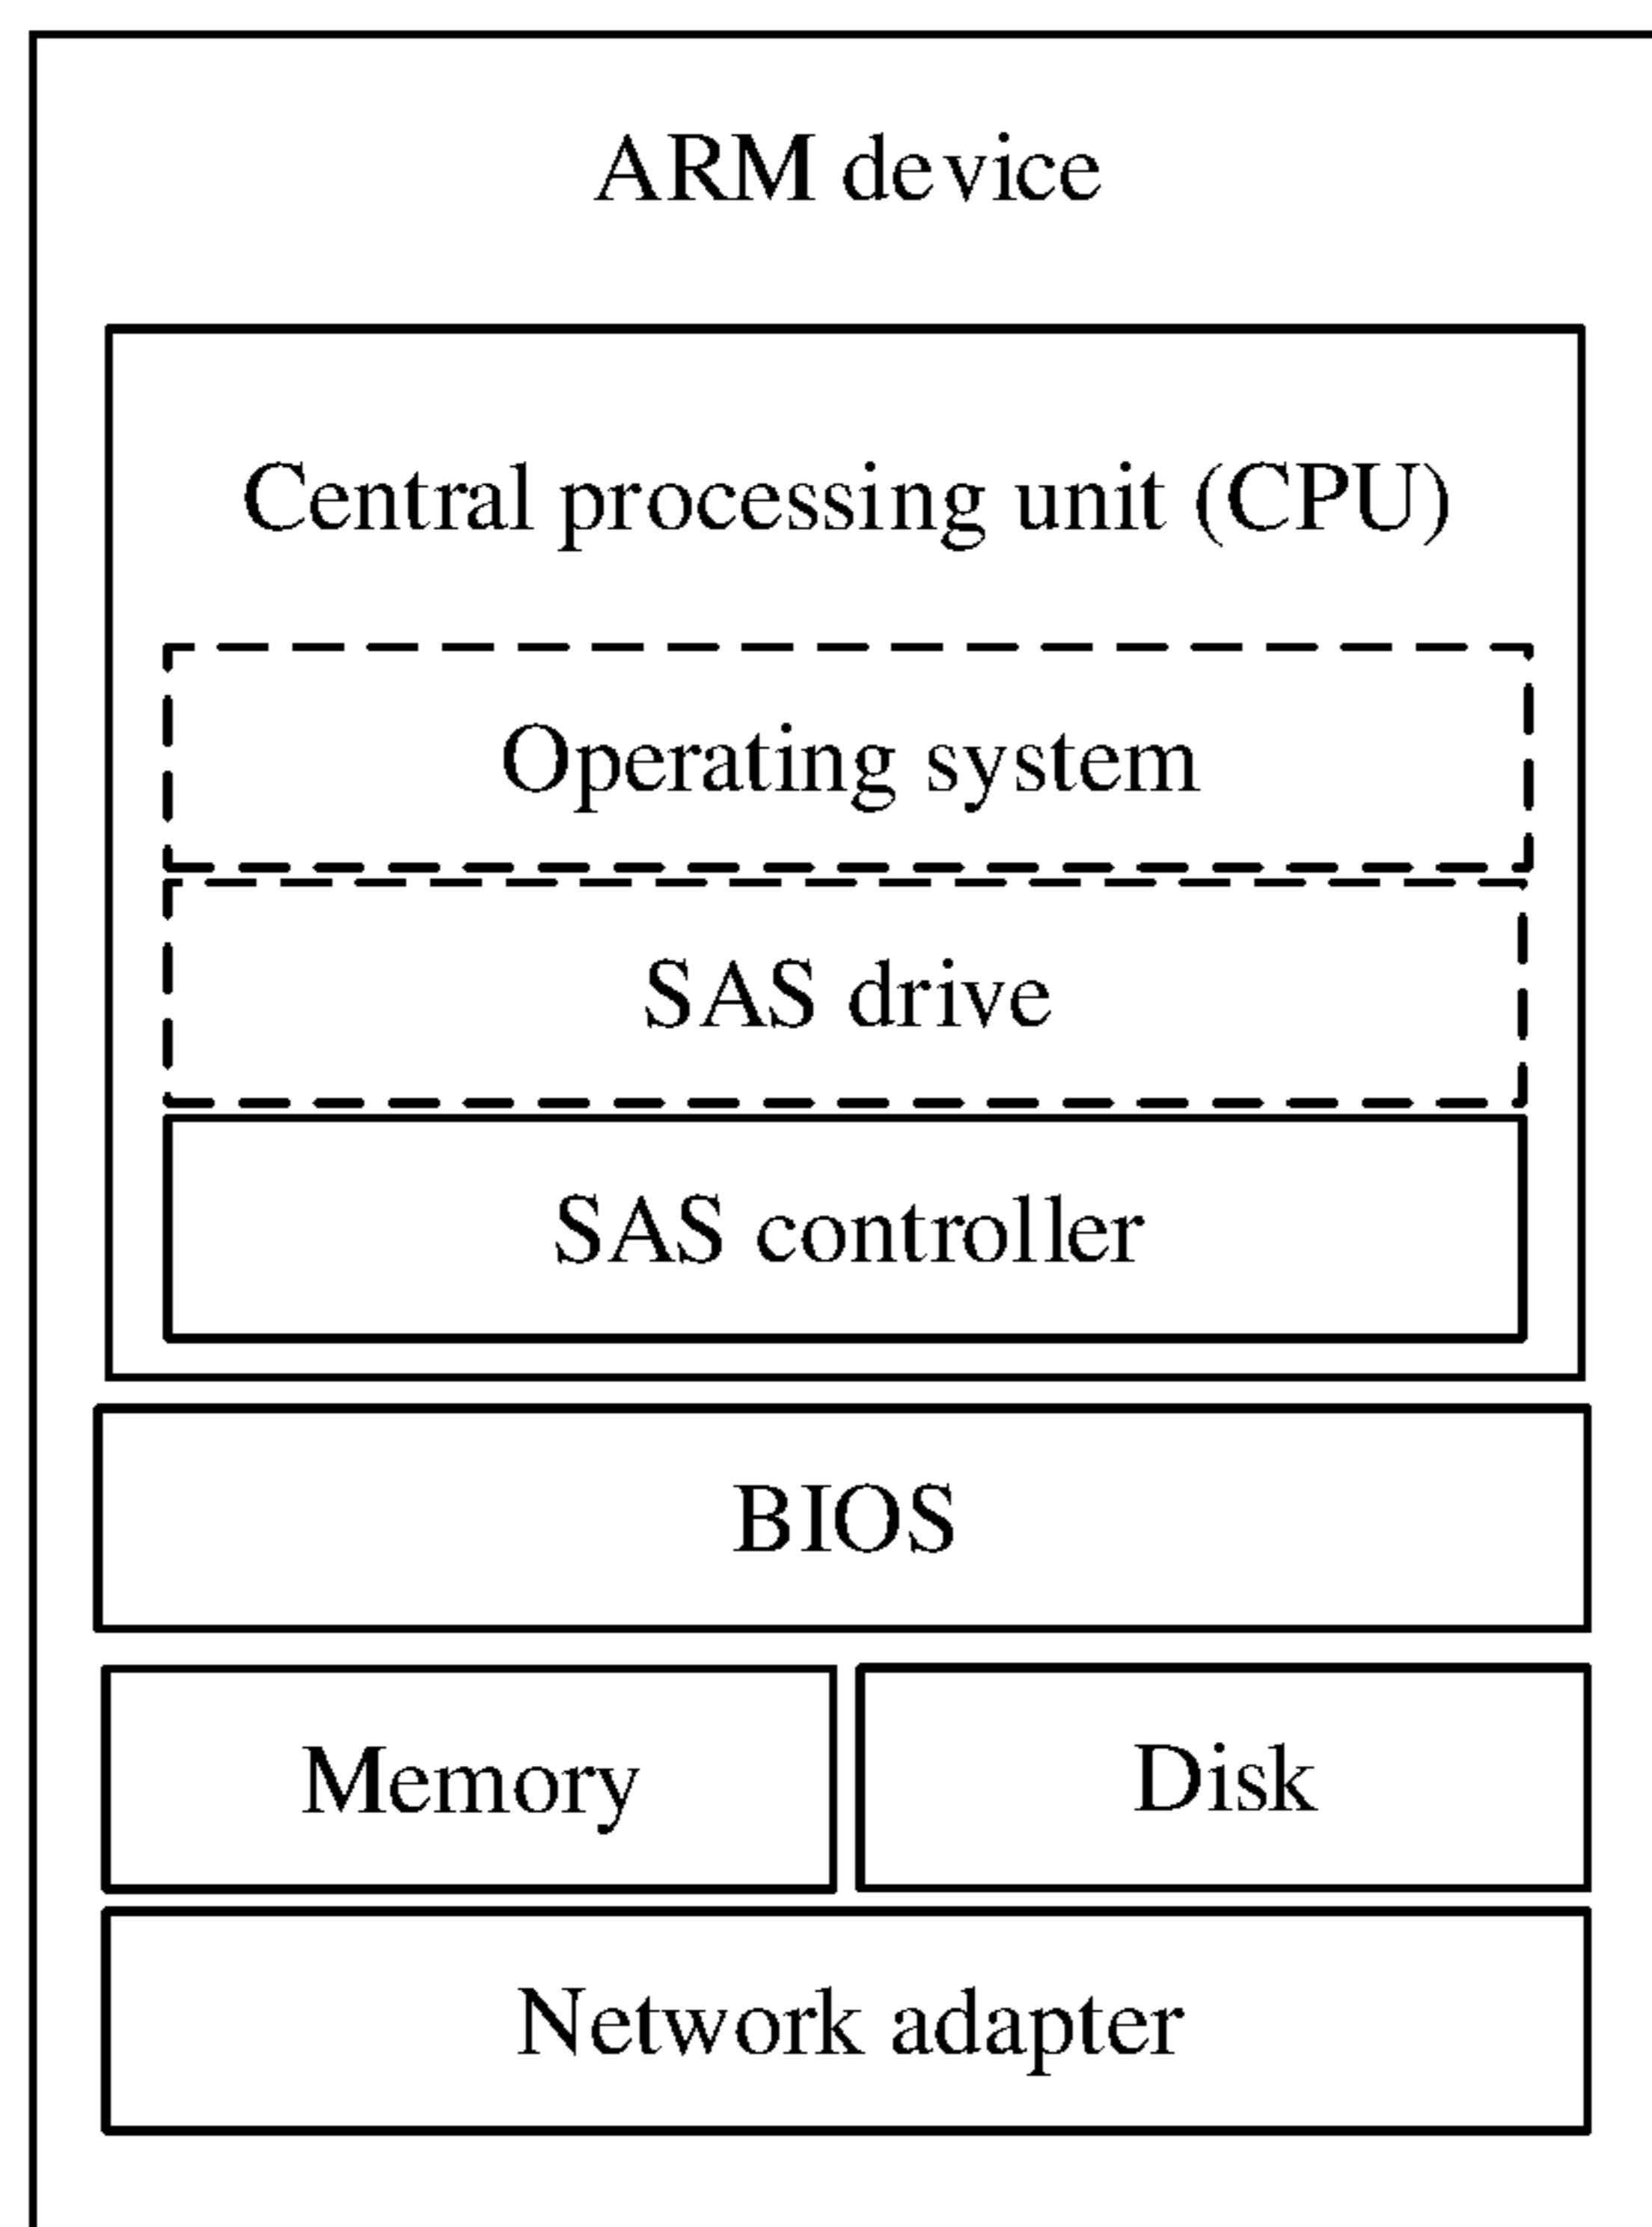 ARM device
Central processing unit (CPU)
Operating system
SAS drive
SAS controller
BIOS
Memory
Disk
Network adapter